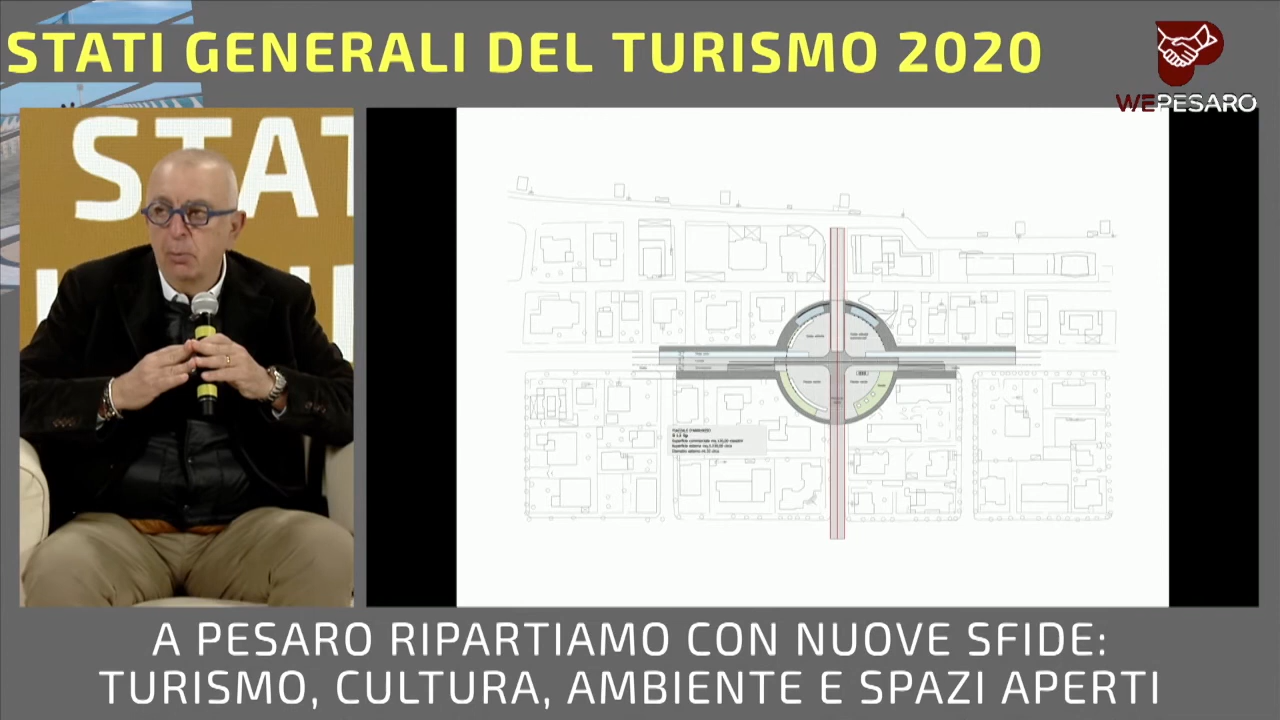 STATI GENERALI DEL TURISMO 2020
WEPESARO
STAT
A PESARO RIPARTIAMO CON NUOVE SFIDE:
TURISMO, CULTURA, AMBIENTE E SPAZI APERTI